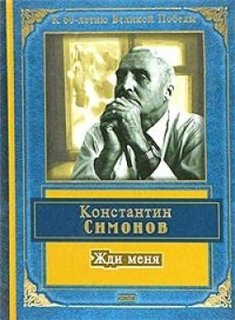 К 60-летию Великой Победы
Константин
Симонов
Жди меня